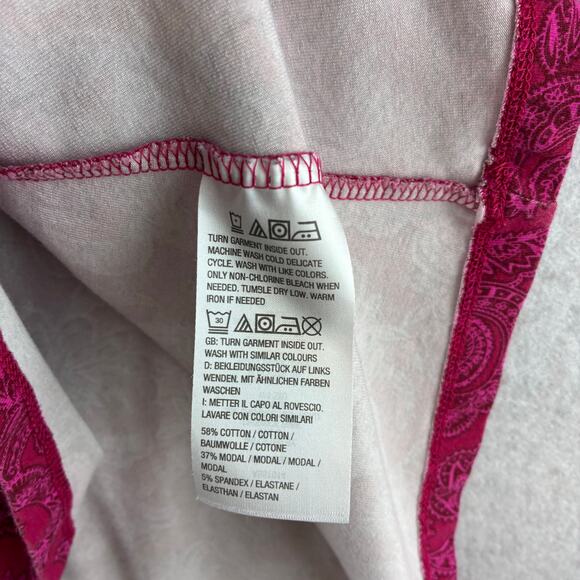 TURN GARMENT INSIDE OUT.
MACHINE WASH COLD DELICATE
CYCLE. WASH WITH LIKE COLORS.
ONLY NON-CHLORINE BLEACH WHEN
NEEDED. TUMBLE DRY LOW. WARM
IRON IF NEEDED
30
GB: TURN GARMENT INSIDE OUT.
WASH WITH SIMILAR COLOURS
D: BEKLEIDUNGSSTÜCK AUF LINKS
WENDEN. MIT ÄHNLICHEN FARBEN
WASCHEN
I: METTER IL CAPO AL ROVESCIO.
LAVARE CON COLORI SIMILARI
58% COTTON / COTTON /
BAUMWOLLE / COTONE
37% MODAL / MODAL / MODAL /
MODAL
5% SPANDEX / ELASTANE /
ELASTHAN / ELASTAN